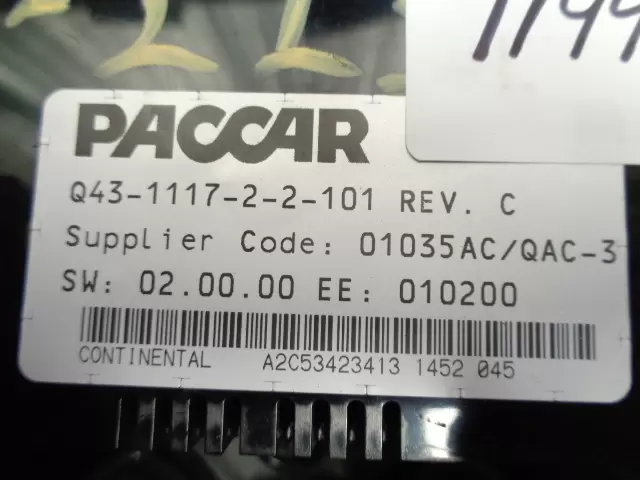 PACCAR
Q43-1117-2-2-101 REV. C
Supplier Code: 01035AC/QAC-3
SW: 02.00.00 EE: 010200
CONTINENTAL A2C53423413 1452 045